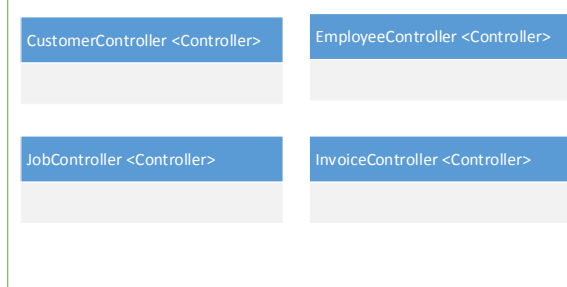 CustomerController <Controller>
EmployeeController <Controller>
JobController <Controller>
InvoiceController <Controller>